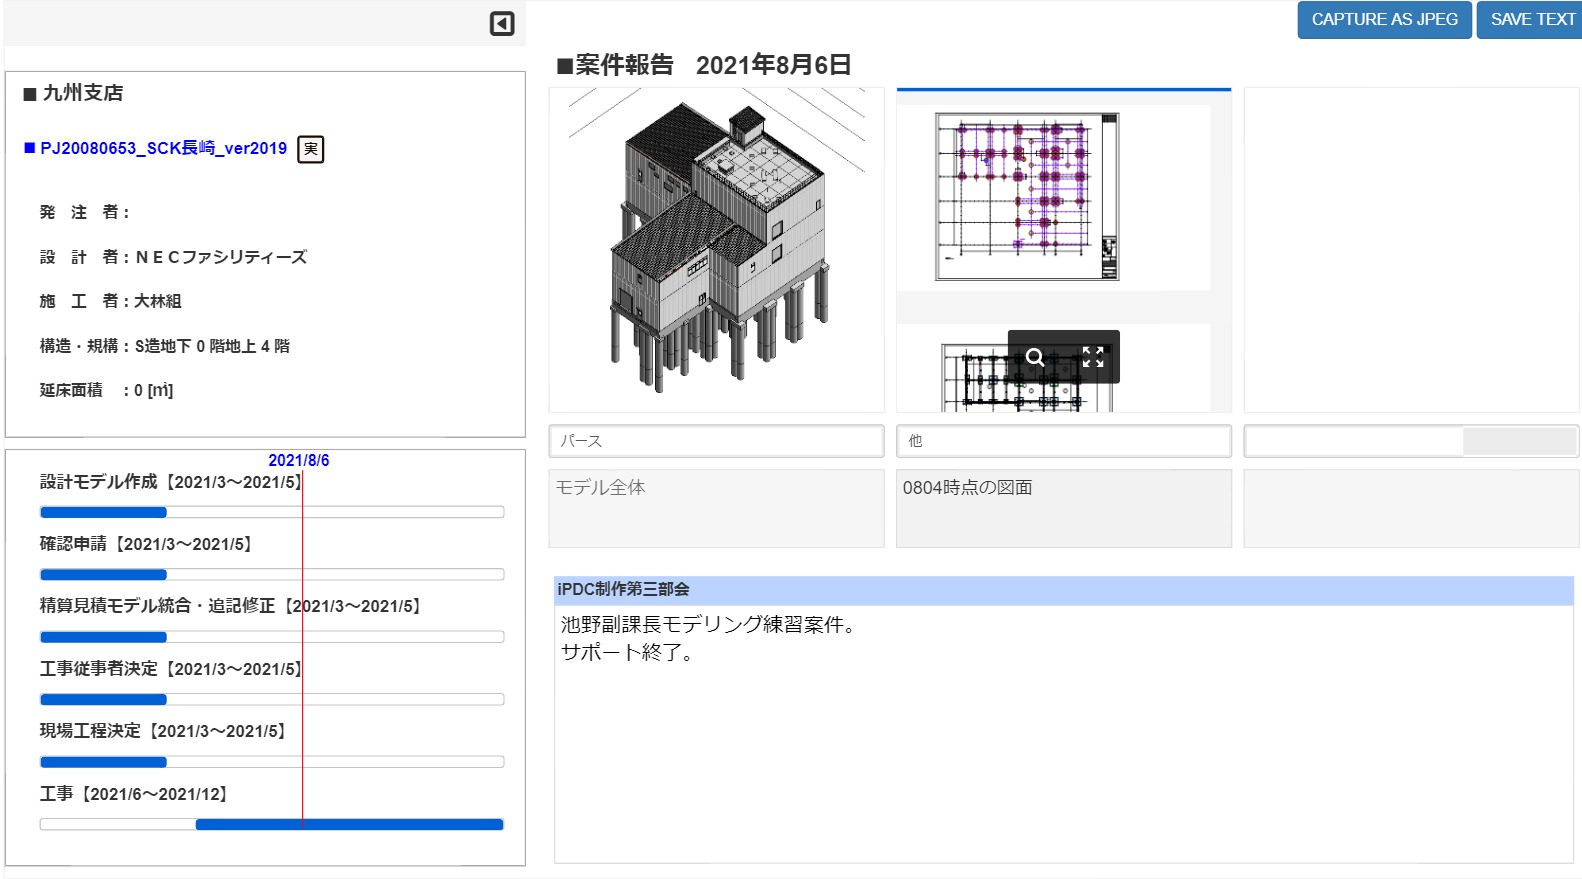 CAPTURE AS JPEG
SAVE TEXT
■案件報告 2021年8月6日
■ 九州支店
■ PJ20080653_SCK長崎_ver2019 実
発 注 者：
設 計 者：ＮＥＣファシリティーズ
施 工 者：大林組
構造・規構：S造地下 0 階地上 4 階
延床面積 ：0 [㎡]
2021/8/6
設計モデル作成【2021/3～2021/5】
確認申請【2021/3～2021/5】
精算見積モデル統合・追記修正【2021/3～2021/5】
工事従事者決定【2021/3～2021/5】
現場工程決定【2021/3～2021/5】
工事【2021/6～2021/12】
パース
他
モデル全体
0804時点の図面
iPDC制作第三部会
池野副課長モデリング練習案件。
サポート終了。